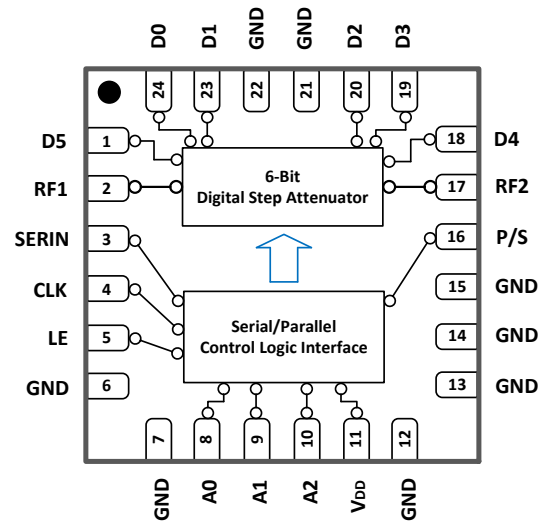 D0 D1 GND GND D2 D3
24 23 22 21 20 19
D5 1
18 D4
6-Bit
Digital Step Attenuator
RF1 2
17 RF2
SERIN 3
16 P/S
CLK 4
15 GND
LE 5
14 GND
Serial/Parallel
Control Logic Interface
GND 6
13 GND
7 8 9 10 11 12
GND A0 A1 A2 VDD GND